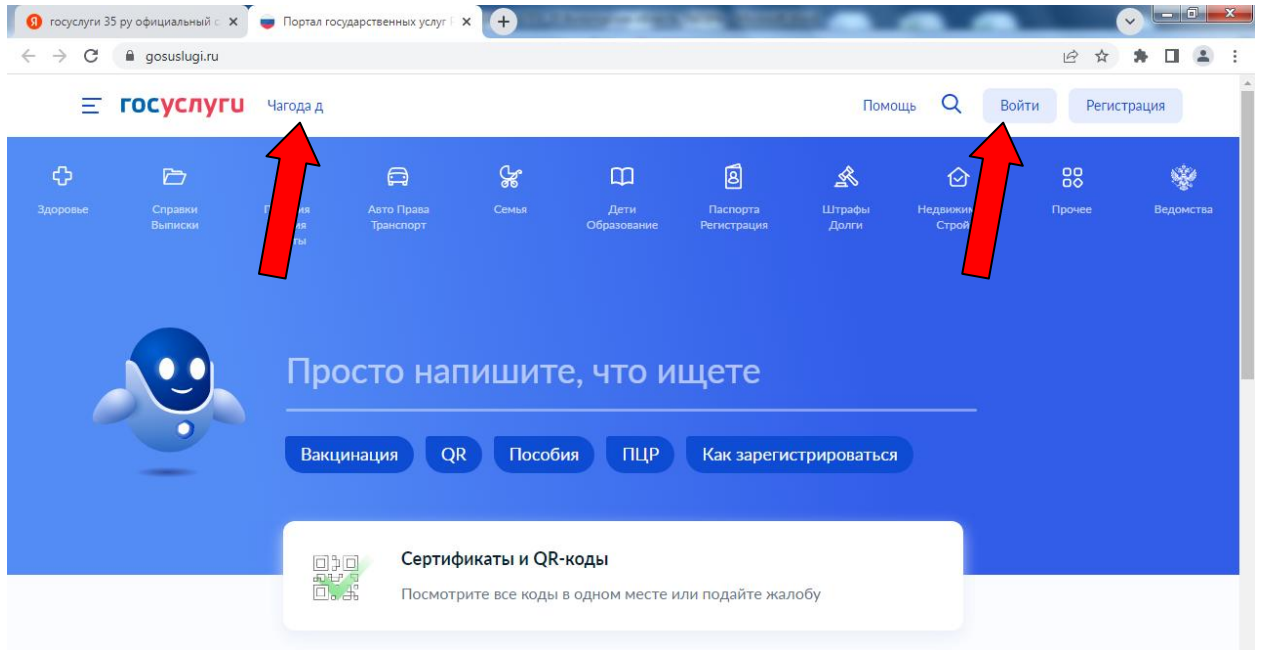 госуслуги 35 ру официальный с
Портал государственных услуг
gosuslugi.ru
госуслуги Чагода д Помощь Войти Регистрация
Здоровье
Справки
Выписки
Авто Права
Транспорт
Семья
Дети
Образование
Паспорта
Регистрация
Штрафы
Долги
Прочее
Ведомства
Просто напишите, что ищете
Вакцинация QR Пособия ПЦР Как зарегистрироваться
Сертификаты и QR-коды
Посмотрите все коды в одном месте или подайте жалобу